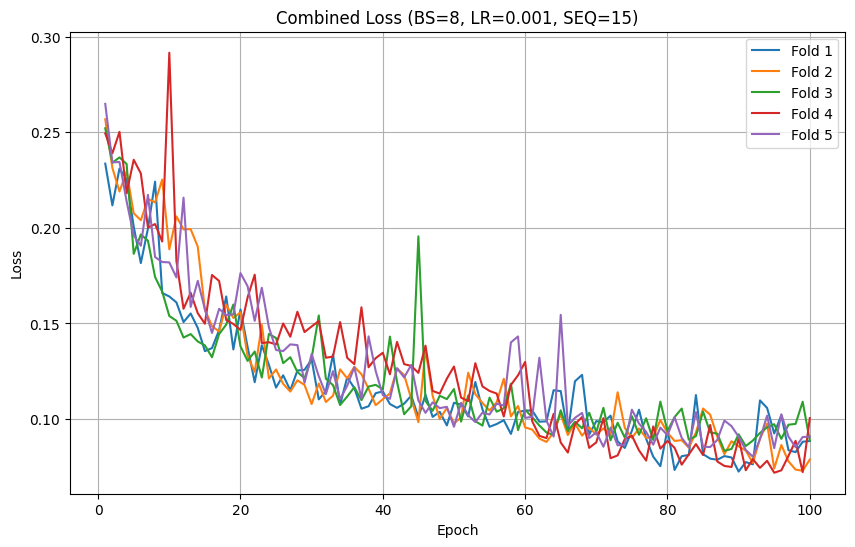 Combined Loss (BS=8, LR=0.001, SEQ=15)
0.30
0.25
0.20
0.15
0.10
Loss
0
20
40
60
80
100
Epoch
Fold 1
Fold 2
Fold 3
Fold 4
Fold 5